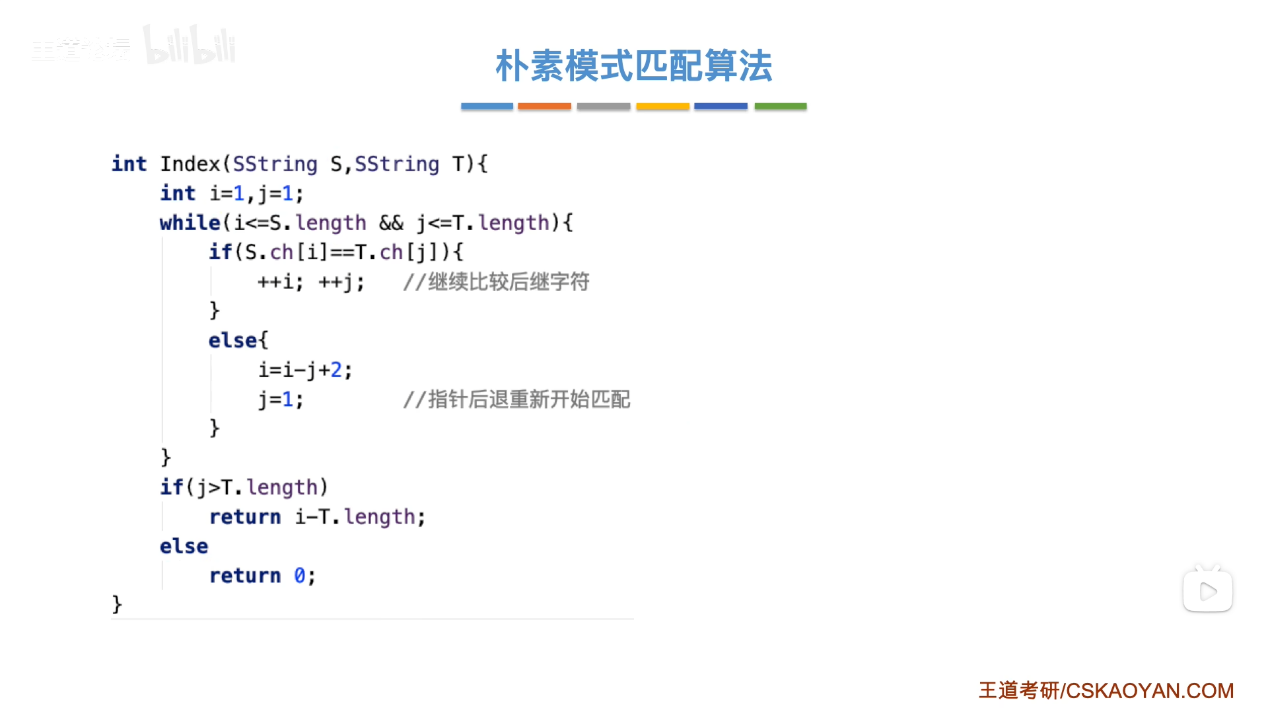 bilibili
朴素模式匹配算法
int Index(SString S,SString T){
    int i=1,j=1;
    while(i<=S.length && j<=T.length){
        if(S.ch[i]==T.ch[j]){
            ++i; ++j;   //继续比较后继字符
        }
        else{
            i=i-j+2;
            j=1;        //指针后退重新开始匹配
        }
    }
    if(j>T.length)
        return i-T.length;
    else
        return 0;
}
王道考研/CSKAOYAN.COM